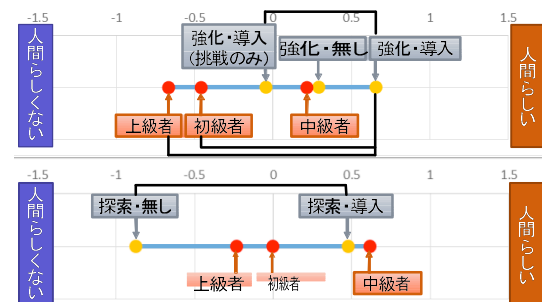 -1.5 -1 -0.5 0 0.5 1 1.5
人間らしくない
強化・導入
(挑戦のみ)
強化・無し
強化・導入
人間らしい
上級者
初級者
中級者
-1.5 -1 -0.5 0 0.5 1 1.5
人間らしくない
探索・無し
探索・導入
人間らしい
上級者
初級者
中級者